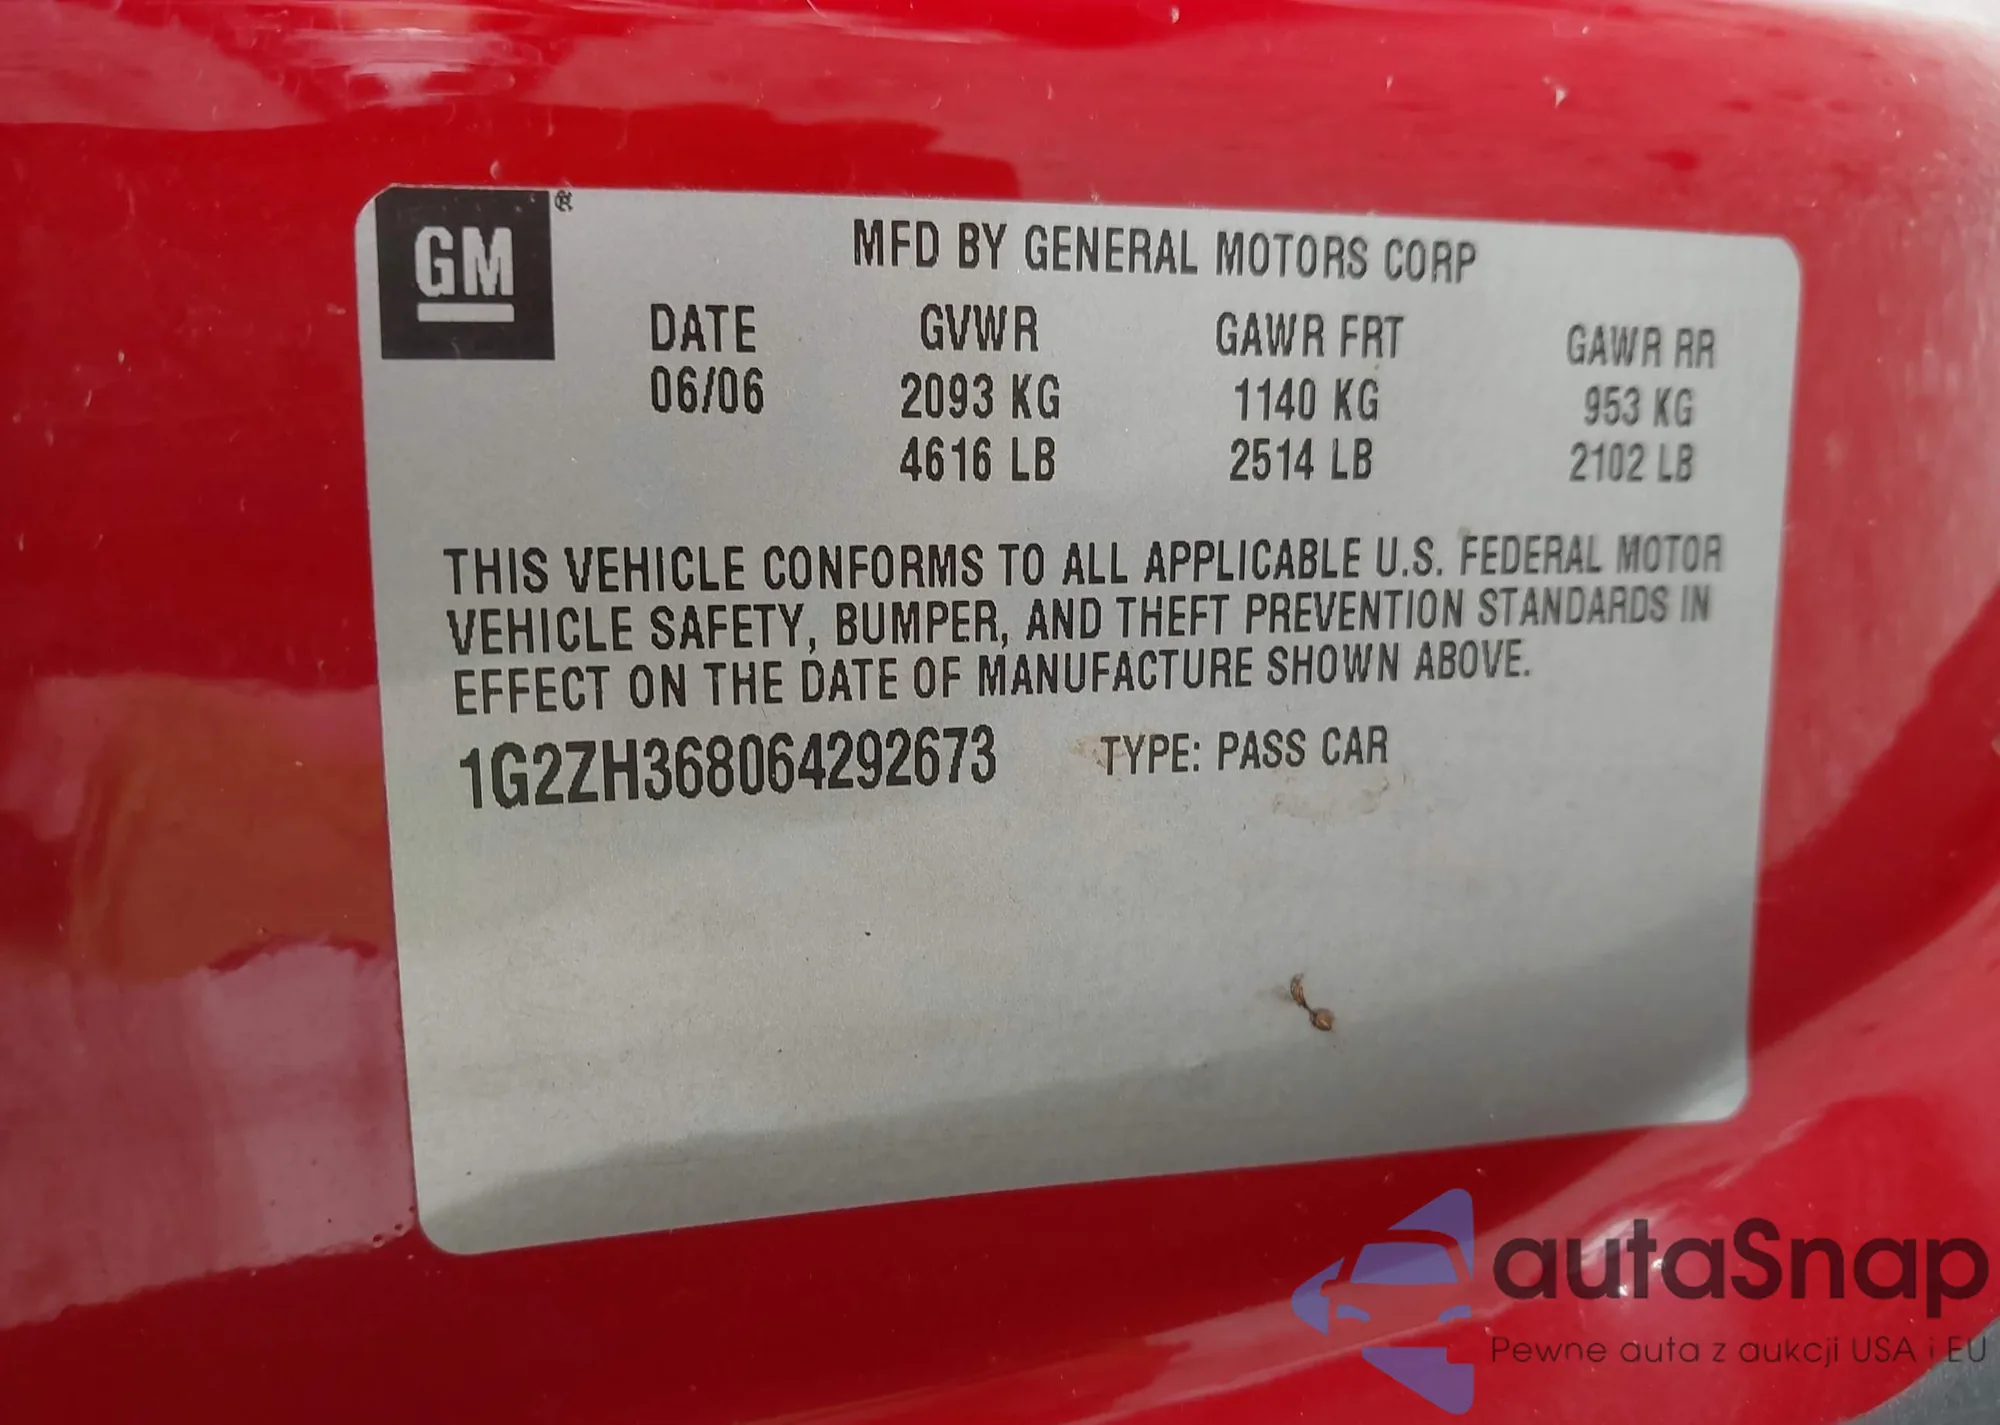 GM ®
MFD BY GENERAL MOTORS CORP
DATE GVWR GAWR FRT GAWR RR
06/06 2093 KG 1140 KG 953 KG
4616 LB 2514 LB 2102 LB
THIS VEHICLE CONFORMS TO ALL APPLICABLE U.S. FEDERAL MOTOR
VEHICLE SAFETY, BUMPER, AND THEFT PREVENTION STANDARDS IN
EFFECT ON THE DATE OF MANUFACTURE SHOWN ABOVE.
1G2ZH368064292673 TYPE: PASS CAR
autaSnap
Pewne auta z aukcji USA i EU